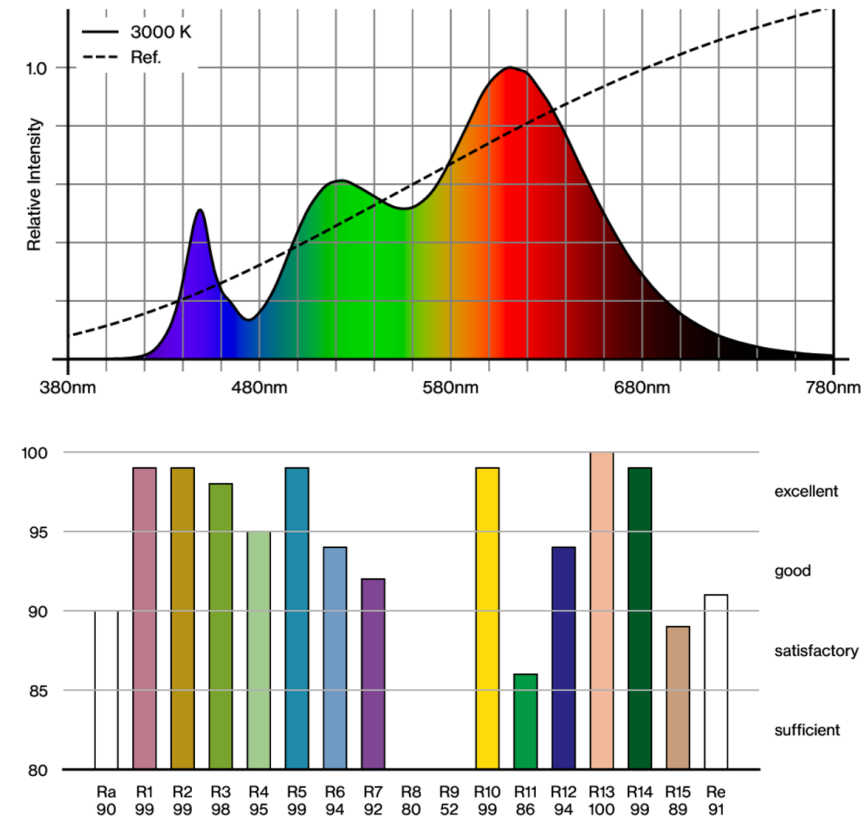 3000 K
Ref.
1.0
Relative Intensity
380nm 480nm 580nm 680nm 780nm
100
excellent
95
good
90
satisfactory
85
sufficient
80
Ra R1 R2 R3 R4 R5 R6 R7 R8 R9 R10 R11 R12 R13 R14 R15 Re
90 99 99 98 95 99 94 92 80 52 99 86 94 100 99 89 91